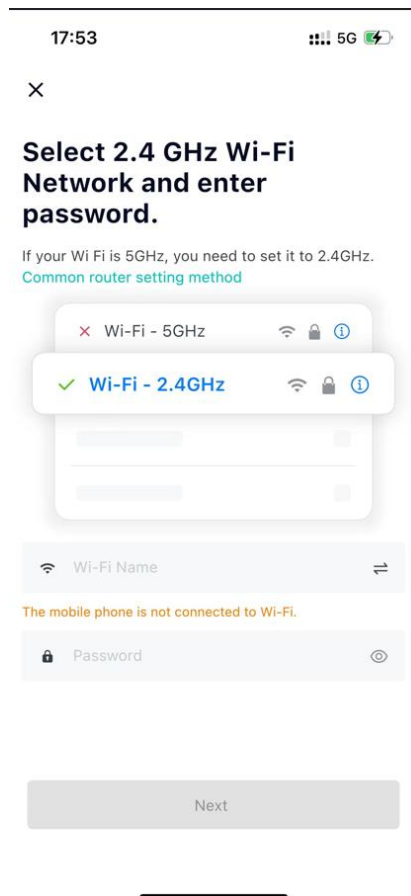 17:53
5G
Select 2.4 GHz Wi-Fi
Network and enter
password.
If your Wi Fi is 5GHz, you need to set it to 2.4GHz.
Common router setting method
Wi-Fi - 5GHz
Wi-Fi - 2.4GHz
Wi-Fi Name
The mobile phone is not connected to Wi-Fi.
Password
Next